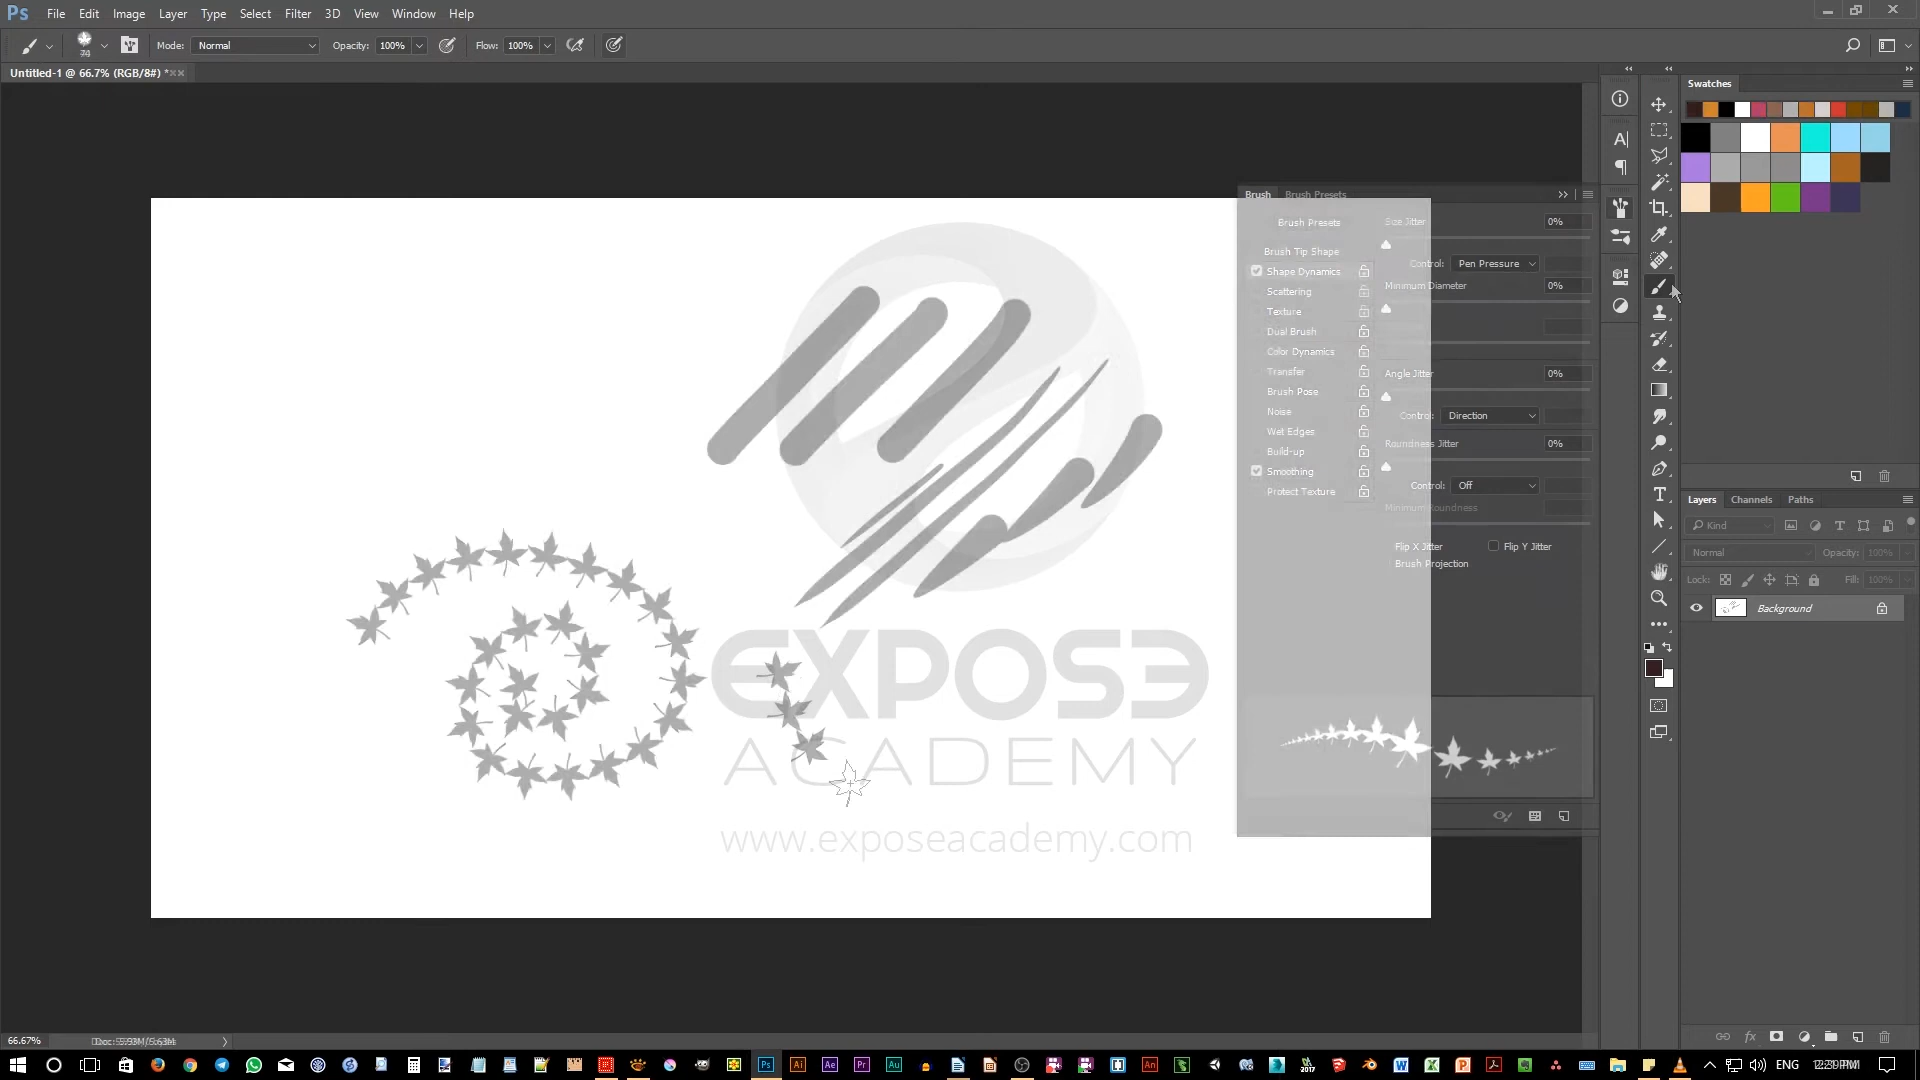 Ps File Edit Image Layer Type Select Filter 3D View Window Help
74 Mode: Normal Opacity: 100% Flow: 100%
Untitled-1 @ 66.7% (RGB/8#) *
Swatches
Brush Brush Presets
Brush Presets Size Jitter 0%
Brush Tip Shape
Shape Dynamics Control: Pen Pressure
Scattering Minimum Diameter 0%
Texture
Dual Brush
Color Dynamics
Transfer Angle Jitter 0%
Brush Pose
Noise Control: Direction
Wet Edges Roundness Jitter 0%
Build-up
Smoothing
Protect Texture Control: Off
Minimum Roundness
Flip X Jitter Flip Y Jitter
Brush Projection
Layers Channels Paths
Kind
Normal Opacity: 100%
Lock: Fill: 100%
Background
EXPOSE
ACADEMY
www.exposeacademy.com
66.67%
ENG